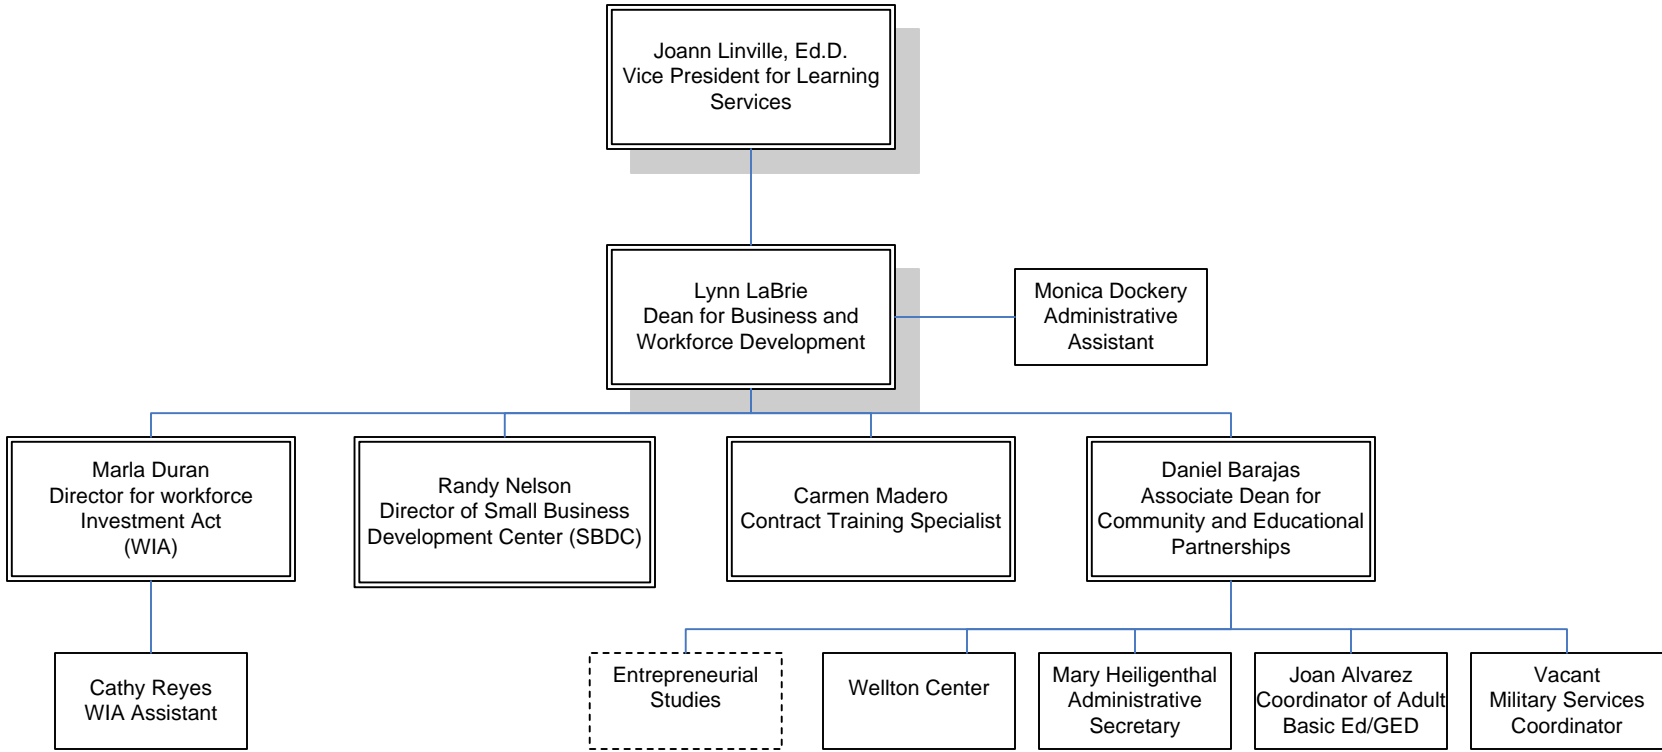 Joann Linville, Ed.D.
Vice President for Learning
Services
Lynn LaBrie
Dean for Business and
Workforce Development
Monica Dockery
Administrative
Assistant
Marla Duran
Director for workforce
Investment Act
(WIA)
Randy Nelson
Director of Small Business
Development Center (SBDC)
Carmen Madero
Contract Training Specialist
Daniel Barajas
Associate Dean for
Community and Educational
Partnerships
Cathy Reyes
WIA Assistant
Entrepreneurial
Studies
Wellton Center
Mary Heiligenthal
Administrative
Secretary
Joan Alvarez
Coordinator of Adult
Basic Ed/GED
Vacant
Military Services
Coordinator